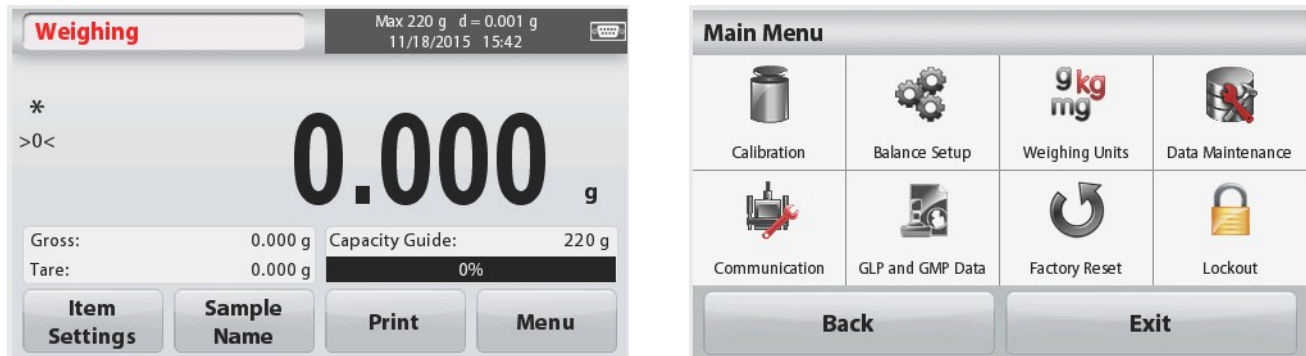 Weighing
Max 220 g d = 0.001 g
11/18/2015 15:42
*
>0<
0.000 g
Gross: 0.000 g
Tare: 0.000 g
Capacity Guide: 220 g
0%
Item
Settings
Sample
Name
Print
Menu
Main Menu
g kg
mg
Calibration
Balance Setup
Weighing Units
Data Maintenance
Communication
GLP and GMP Data
Factory Reset
Lockout
Back
Exit